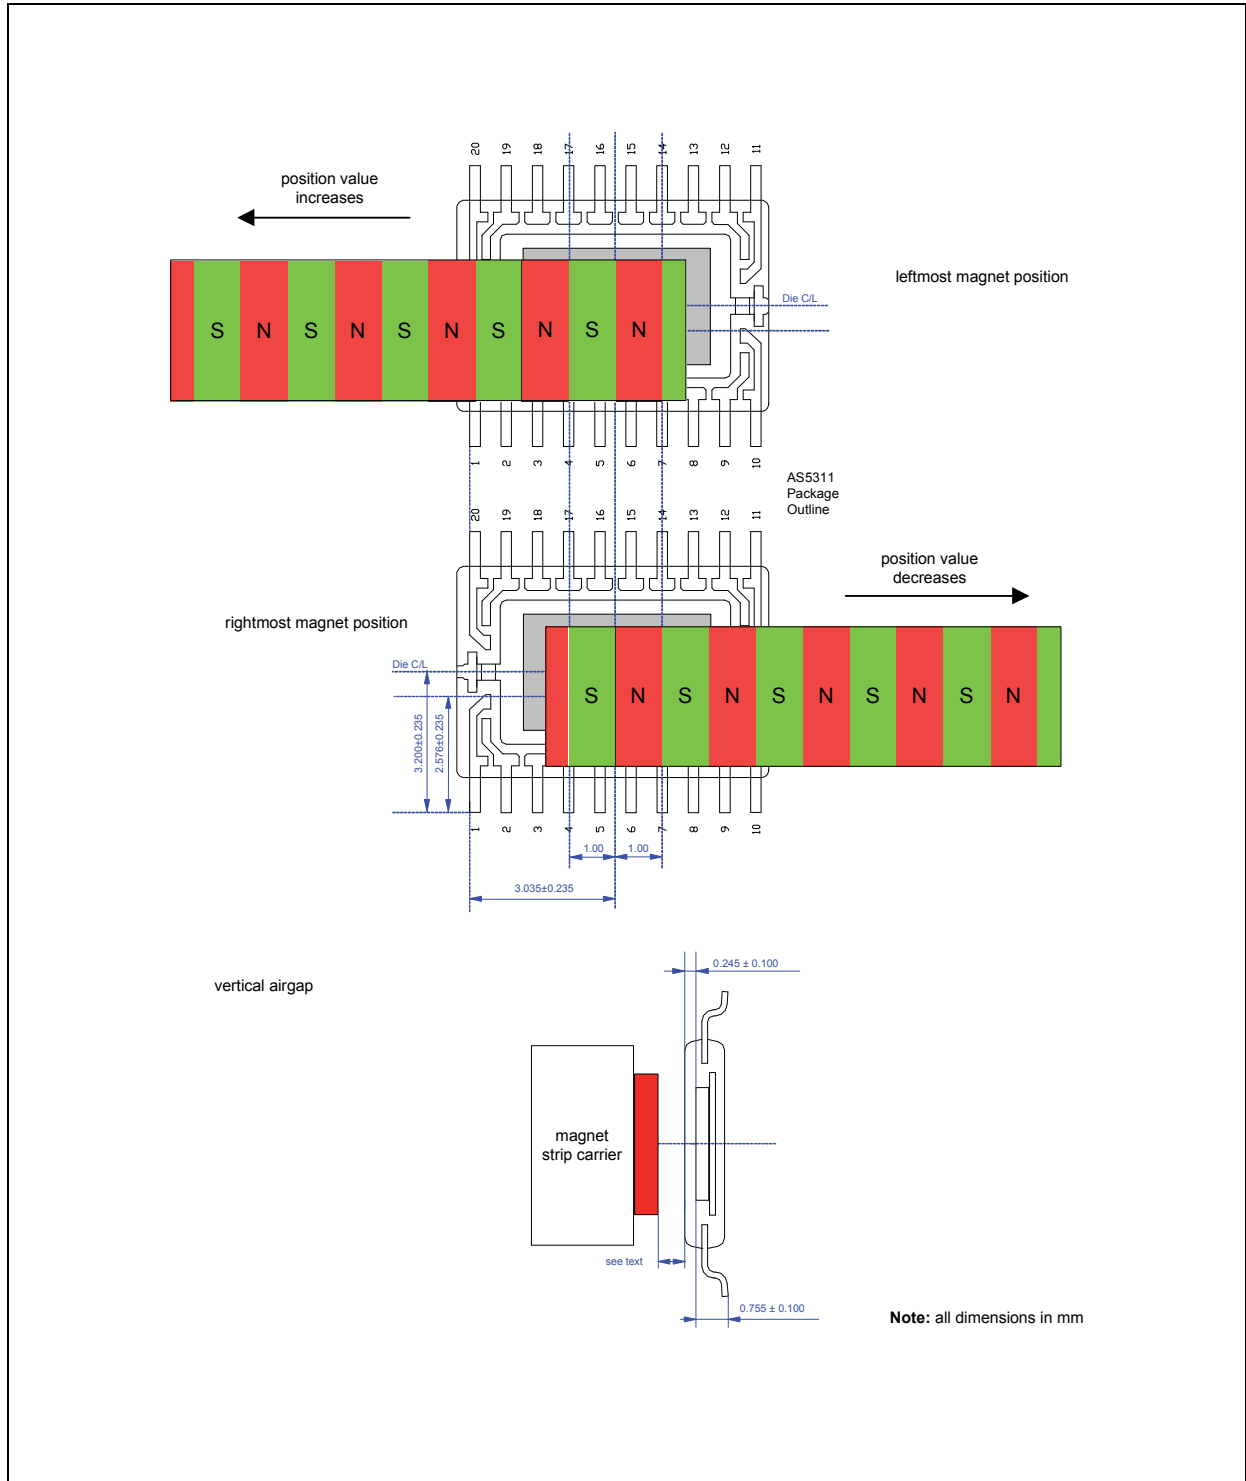 20 19 18 17 16 15 14 13 12 11
position value
increases
leftmost magnet position
Die C/L
S N S N S N S N S N
1 2 3 4 5 6 7 8 9 10
AS5311
Package
Outline
20 19 18 17 16 15 14 13 12 11
position value
decreases
rightmost magnet position
Die C/L
S N S N S N S N S N
3.200±0.235
2.576±0.235
1 2 3 4 5 6 7 8 9 10
1.00 1.00
3.035±0.235
0.245 ± 0.100
vertical airgap
magnet
strip carrier
see text
0.755 ± 0.100
Note: all dimensions in mm